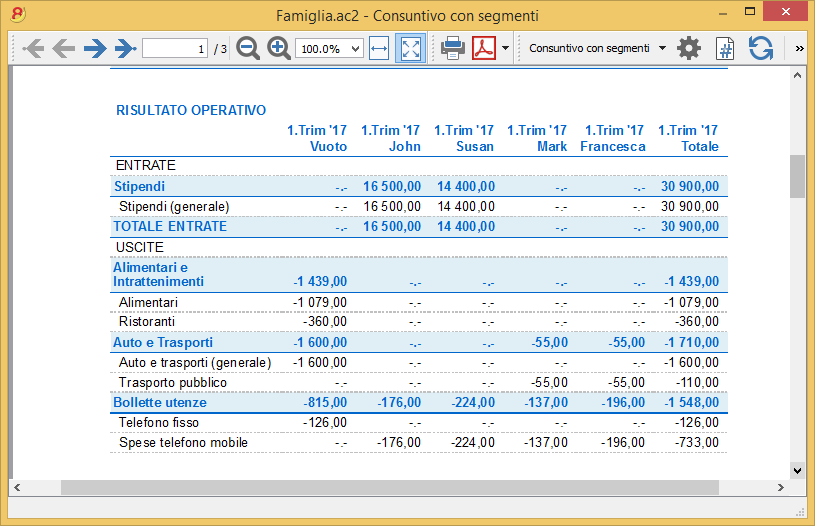 Famiglia.ac2 - Consuntivo con segmenti
1 / 3 100.0% Consuntivo con segmenti »
RISULTATO OPERATIVO
1.Trim '17 1.Trim '17 1.Trim '17 1.Trim '17 1.Trim '17 1.Trim '17
Vuoto John Susan Mark Francesca Totale
ENTRATE
Stipendi -.- 16 500,00 14 400,00 -.- -.- 30 900,00
Stipendi (generale) -.- 16 500,00 14 400,00 -.- -.- 30 900,00
TOTALE ENTRATE -.- 16 500,00 14 400,00 -.- -.- 30 900,00
USCITE
Alimentari e
Intrattenimenti -1 439,00 -.- -.- -.- -.- -1 439,00
Alimentari -1 079,00 -.- -.- -.- -.- -1 079,00
Ristoranti -360,00 -.- -.- -.- -.- -360,00
Auto e Trasporti -1 600,00 -.- -.- -55,00 -55,00 -1 710,00
Auto e trasporti (generale) -1 600,00 -.- -.- -.- -.- -1 600,00
Trasporto pubblico -.- -.- -.- -55,00 -55,00 -110,00
Bollette utenze -815,00 -176,00 -224,00 -137,00 -196,00 -1 548,00
Telefono fisso -126,00 -.- -.- -.- -.- -126,00
Spese telefono mobile -.- -176,00 -224,00 -137,00 -196,00 -733,00